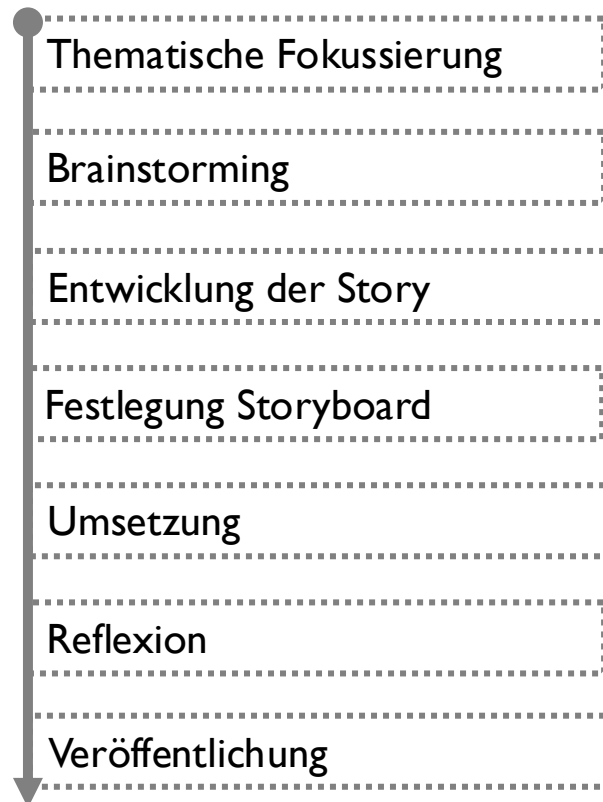 Thematische Fokussierung
Brainstorming
Entwicklung der Story
Festlegung Storyboard
Umsetzung
Reflexion
Veröffentlichung